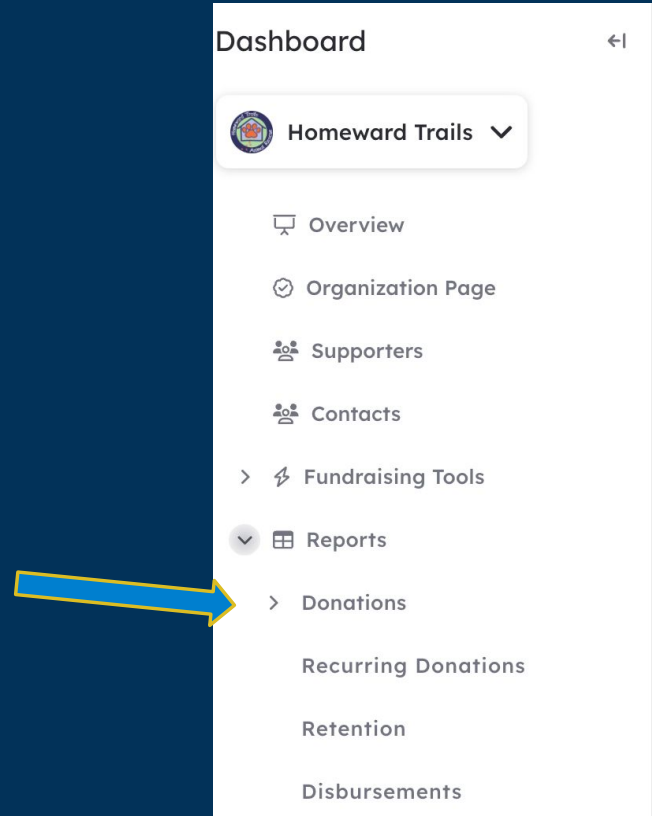 Dashboard
Homeward Trails
Overview
Organization Page
Supporters
Contacts
Fundraising Tools
Reports
Donations
Recurring Donations
Retention
Disbursements